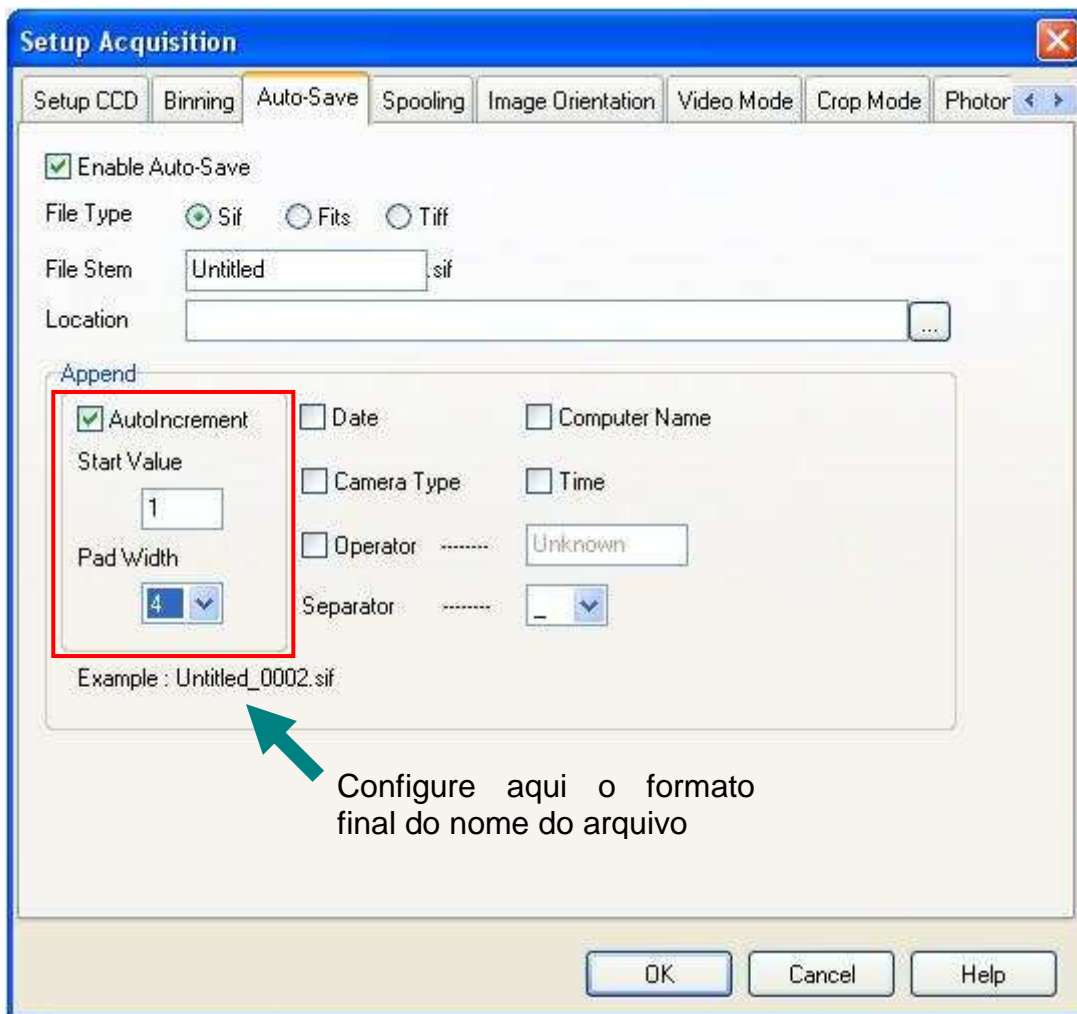 Setup Acquisition
Setup CCD Binning Auto-Save Spooling Image Orientation Video Mode Crop Mode Photor
Enable Auto-Save
File Type Sif Fits Tiff
File Stem Untitled .sif
Location ...
Append
AutoIncrement Date Computer Name
Start Value
Camera Type Time
1
Operator -------- Unknown
Pad Width
4 Separator -------- _
Example : Untitled_0002.sif
Configure aqui o formato
final do nome do arquivo
OK Cancel Help